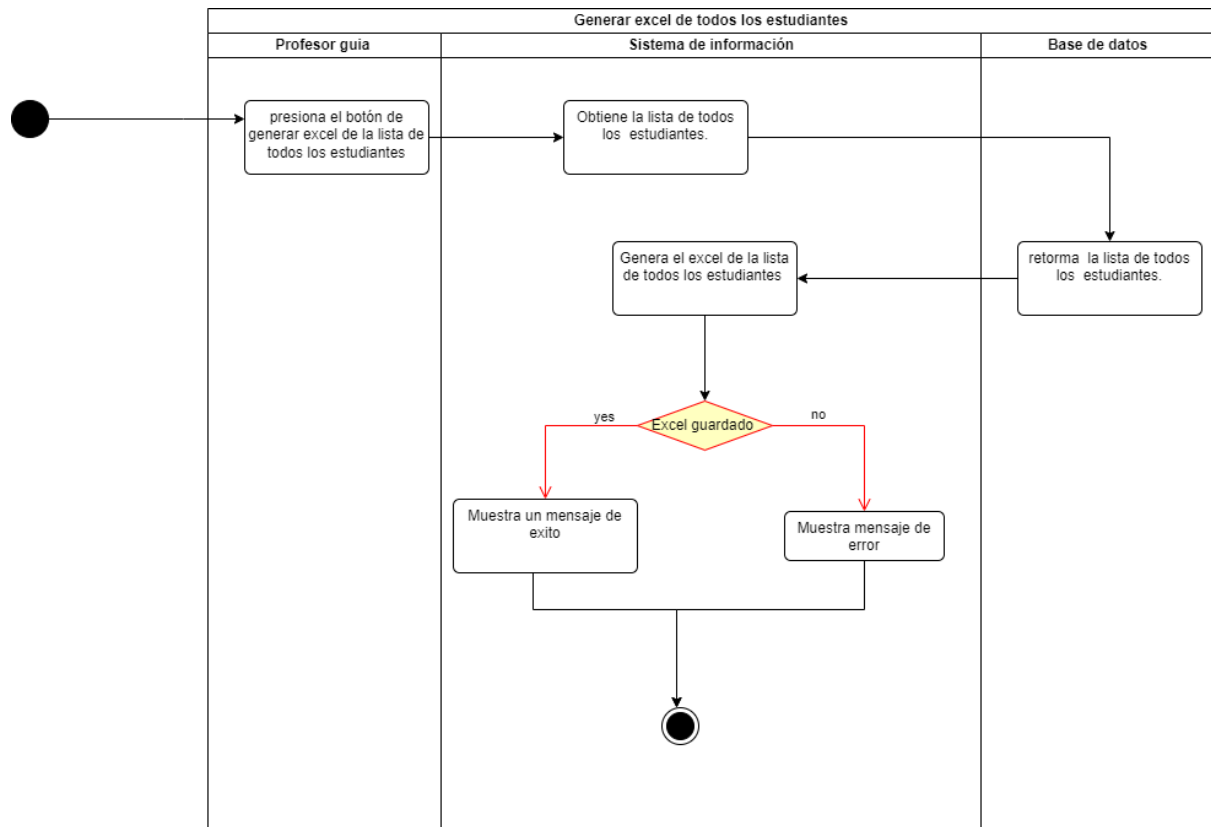 Generar excel de todos los estudiantes
Profesor guia
Sistema de información
Base de datos
presiona el botón de
generar excel de la lista de
todos los estudiantes
Obtiene la lista de todos
los estudiantes.
Genera el excel de la lista
de todos los estudiantes
retorma la lista de todos
los estudiantes.
yes
Excel guardado
no
Muestra un mensaje de
exito
Muestra mensaje de
error